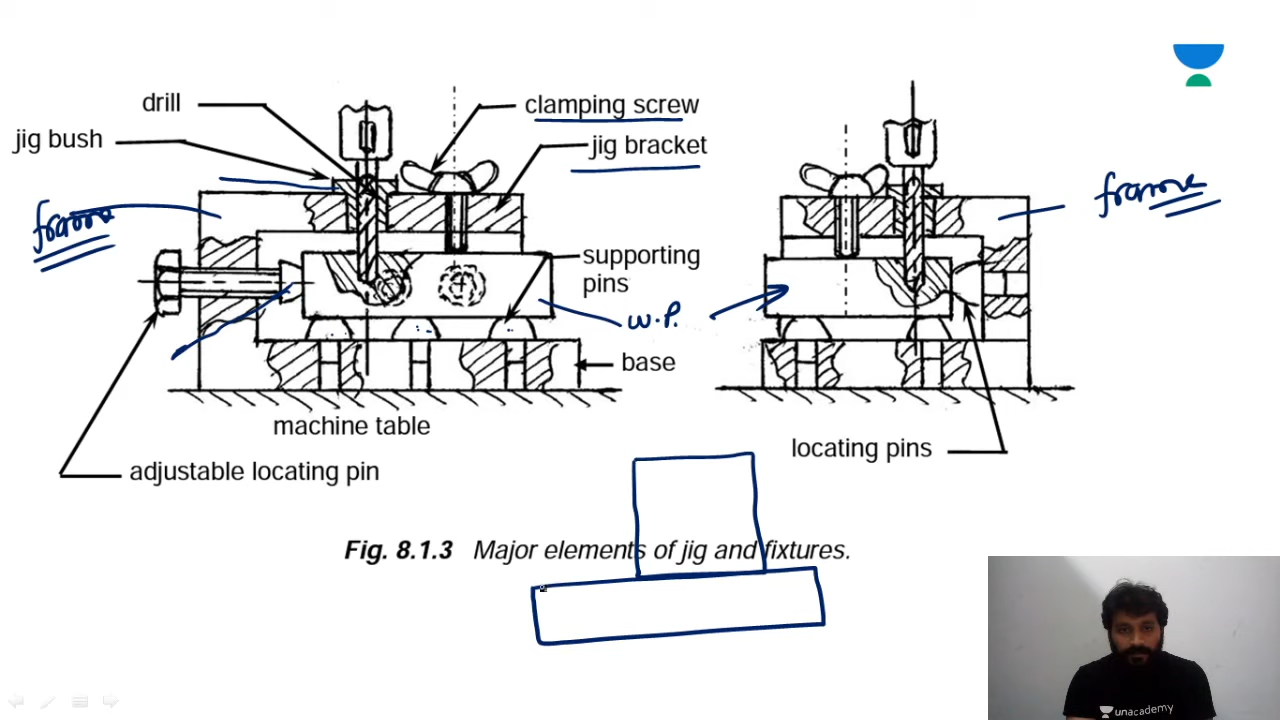 drill
clamping screw
jig bush
jig bracket
frame
frame
supporting
pins
w.P.
base
machine table
locating pins
adjustable locating pin
Fig. 8.1.3 Major elements of jig and fixtures.
unacademy